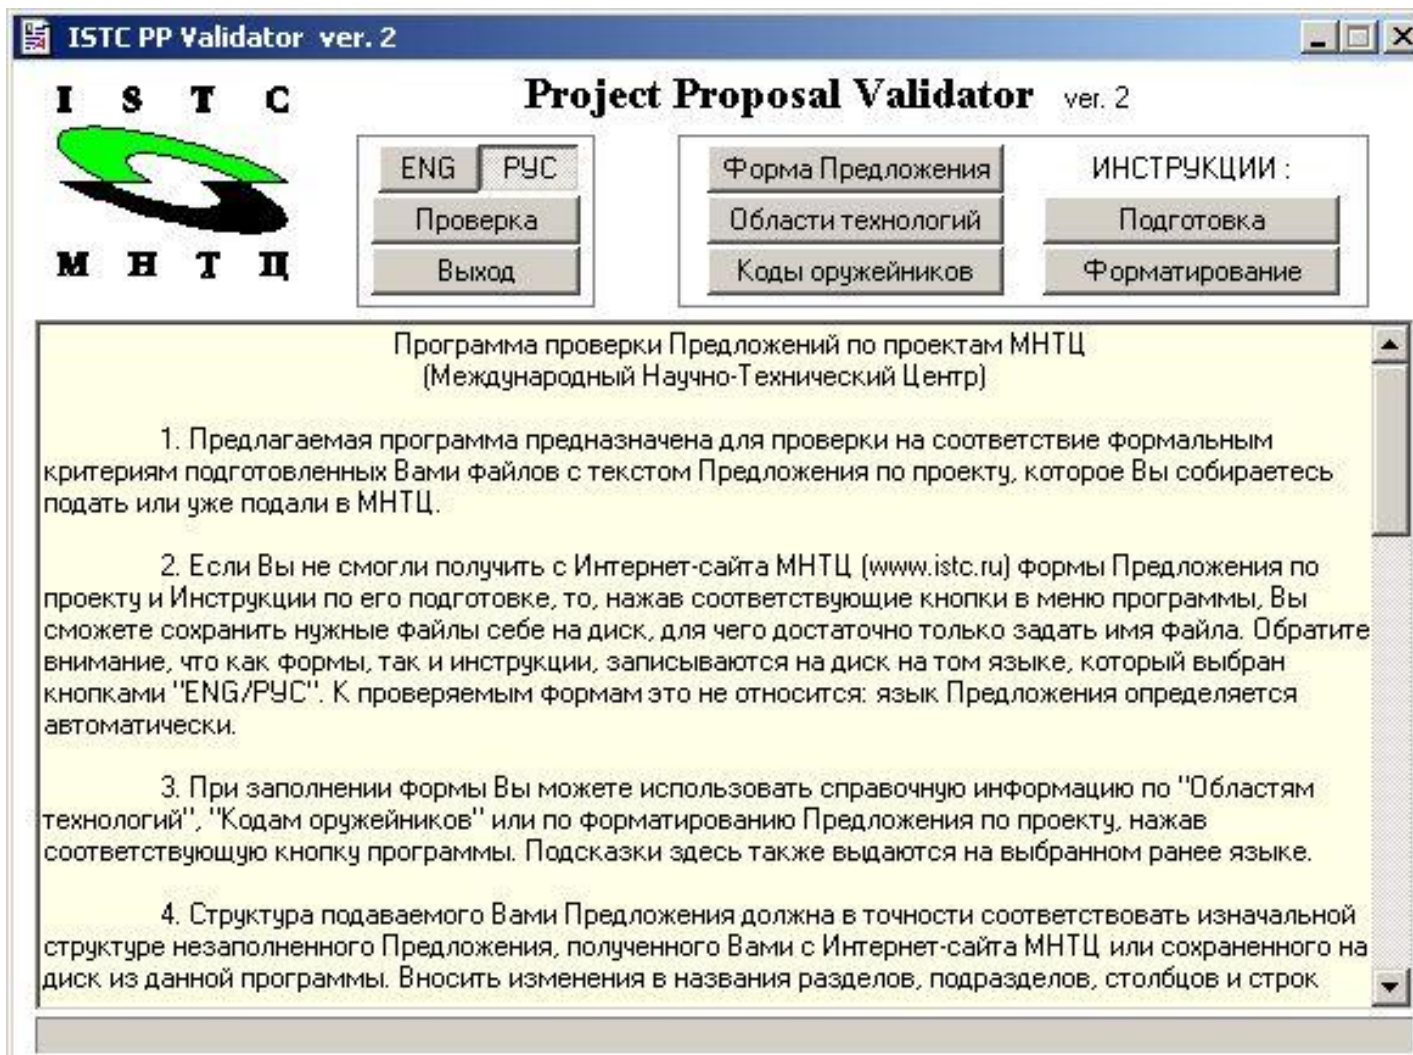 ISTC PP Validator ver. 2
I S T C
Project Proposal Validator ver. 2
ENG РУС
Форма Предложения
ИНСТРУКЦИИ :
Проверка
Области технологий
Подготовка
М Н Т Ц
Выход
Коды оружейников
Форматирование
Программа проверки Предложений по проектам МНТЦ
(Международный Научно-Технический Центр)
1. Предлагаемая программа предназначена для проверки на соответствие формальным
критериям подготовленных Вами файлов с текстом Предложения по проекту, которое Вы собираетесь
подать или уже подали в МНТЦ.
2. Если Вы не смогли получить с Интернет-сайта МНТЦ (www.istc.ru) формы Предложения по
проекту и Инструкции по его подготовке, то, нажав соответствующие кнопки в меню программы, Вы
сможете сохранить нужные файлы себе на диск, для чего достаточно только задать имя файла. Обратите
внимание, что как формы, так и инструкции, записываются на диск на том языке, который выбран
кнопками "ENG/РУС". К проверяемым формам это не относится: язык Предложения определяется
автоматически.
3. При заполнении формы Вы можете использовать справочную информацию по "Областям
технологий", "Кодам оружейников" или по форматированию Предложения по проекту, нажав
соответствующую кнопку программы. Подсказки здесь также выдаются на выбранном ранее языке.
4. Структура подаваемого Вами Предложения должна в точности соответствовать изначальной
структуре незаполненного Предложения, полученного Вами с Интернет-сайта МНТЦ или сохраненного на
диск из данной программы. Вносить изменения в названия разделов, подразделов, столбцов и строк